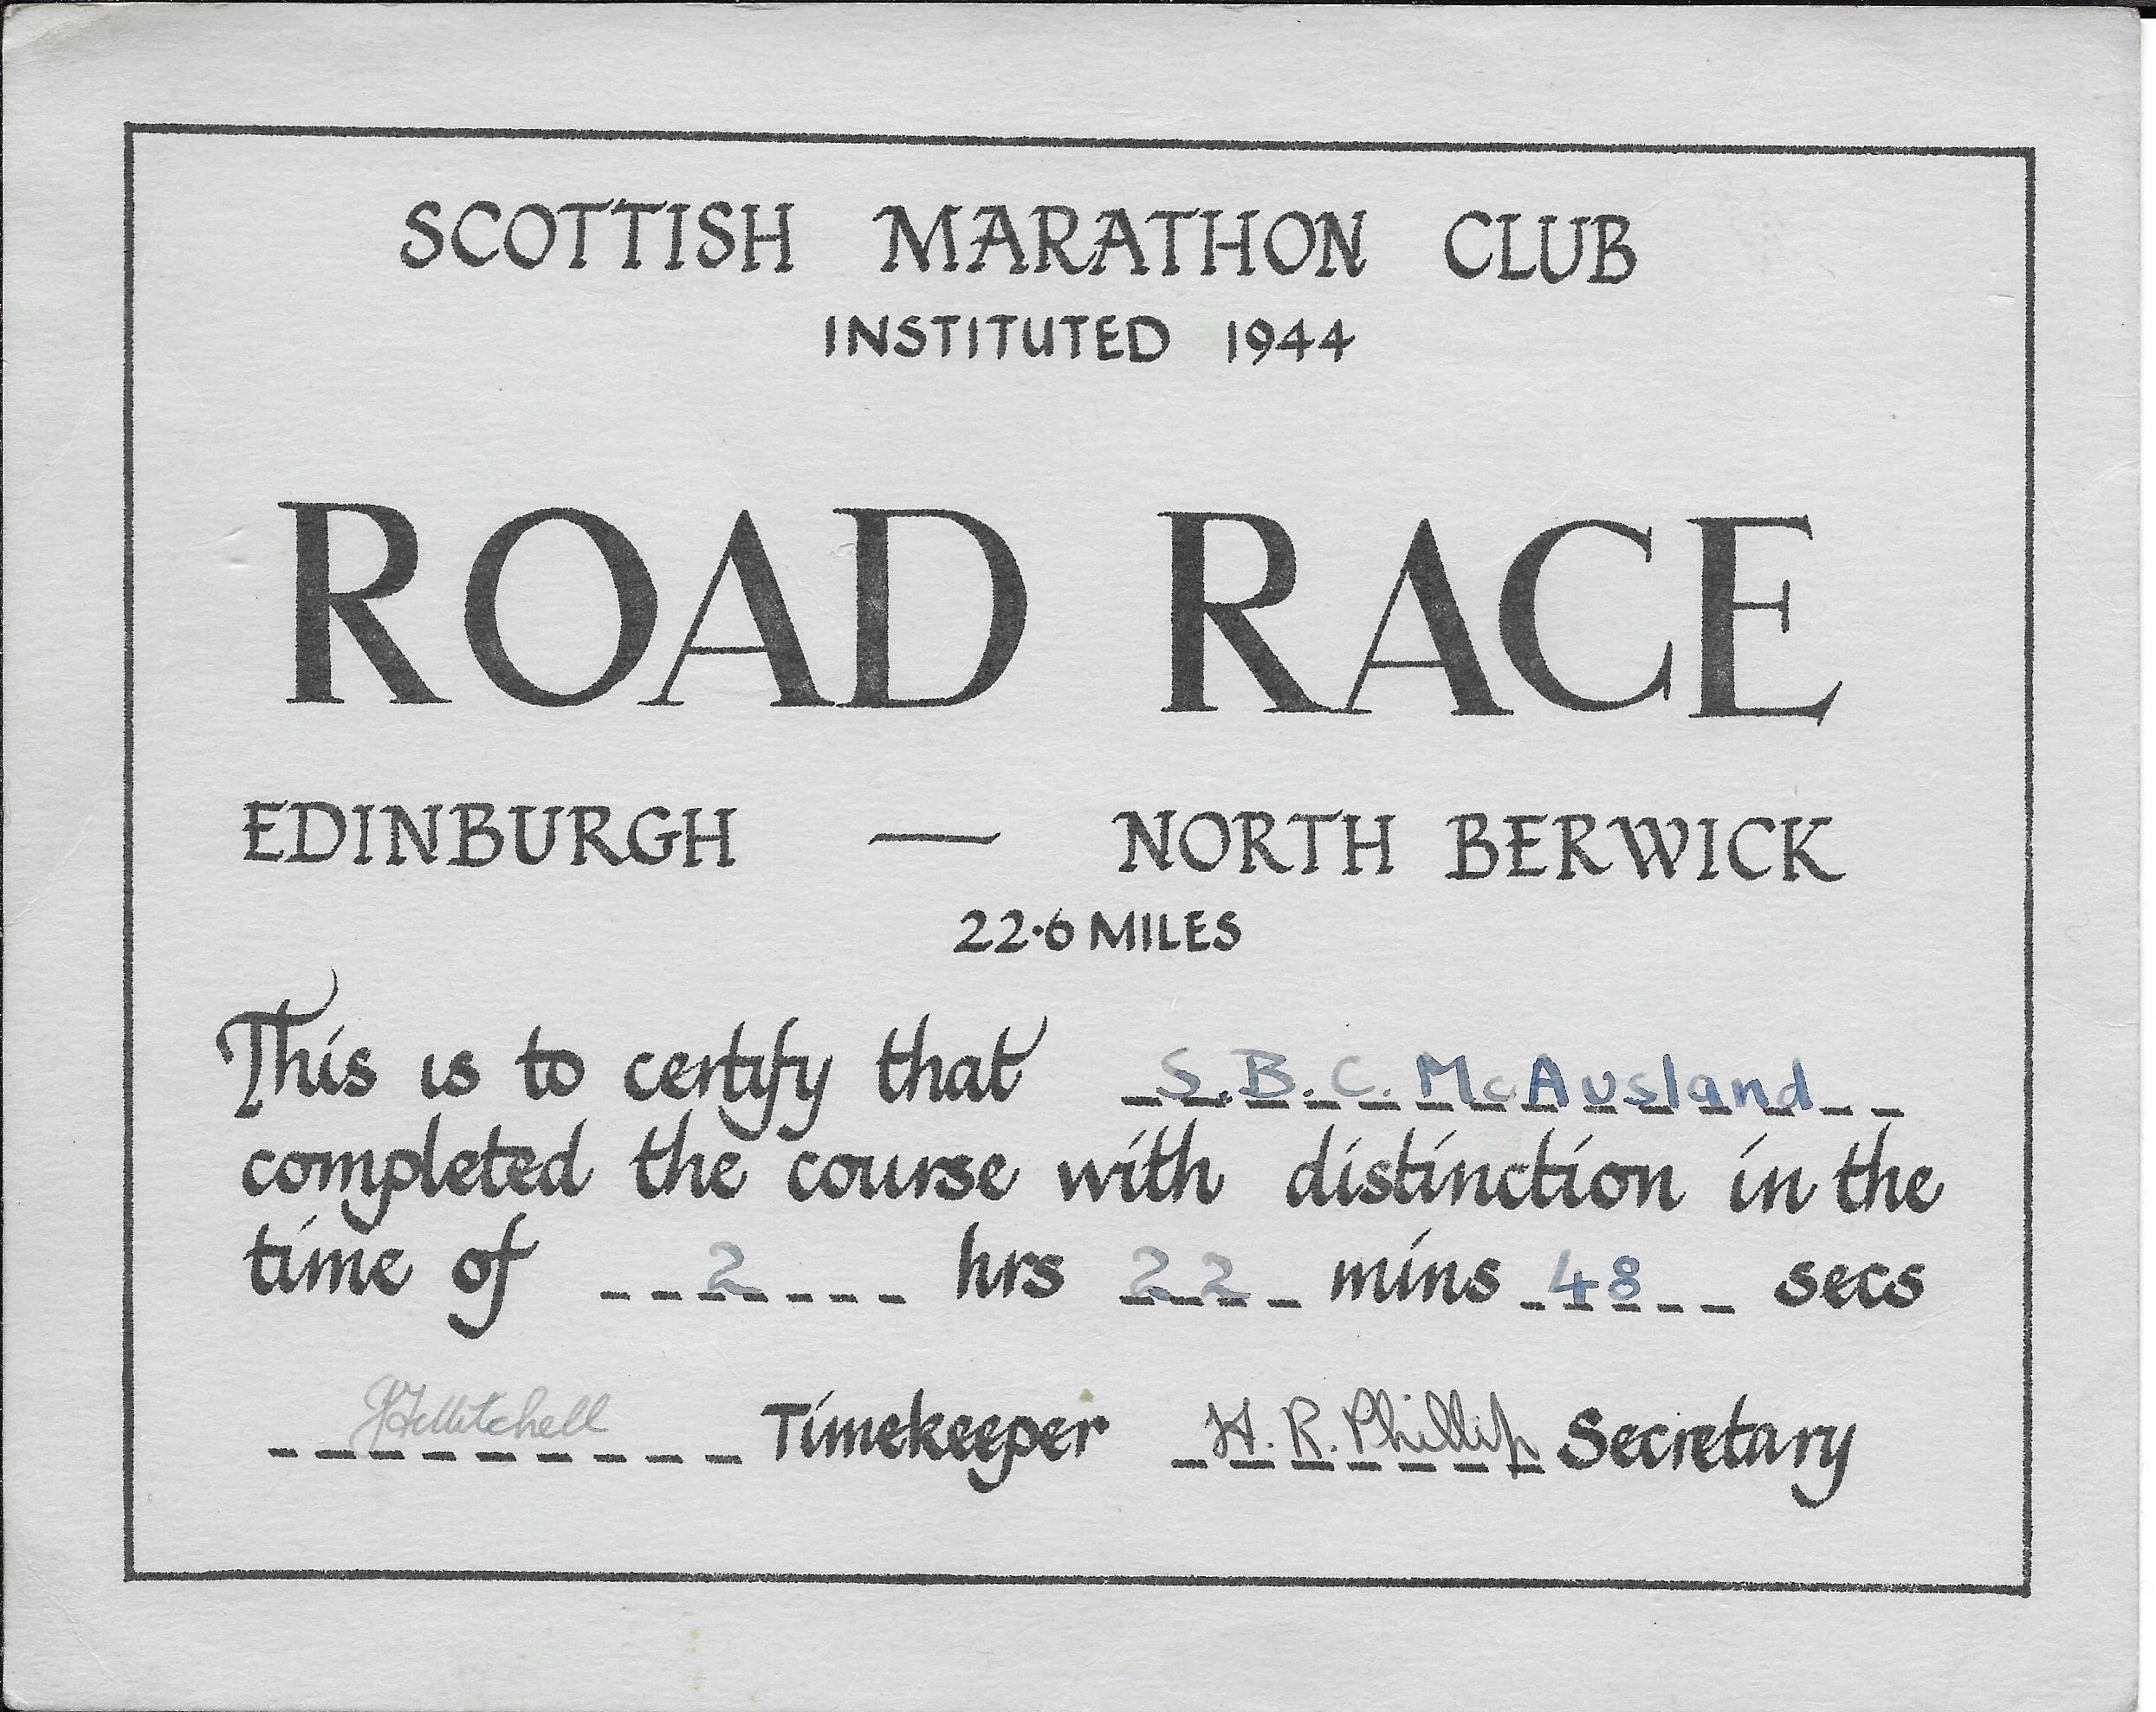 SCOTTISH MARATHON CLUB
INSTITUTED 1944
ROAD RACE
EDINBURGH — NORTH BERWICK
22·6 MILES
This is to certify that S.B.C. McAusland
completed the course with distinction in the
time of 2 hrs 22 mins 48 secs
Mitchell Timekeeper H. R. Phillip Secretary